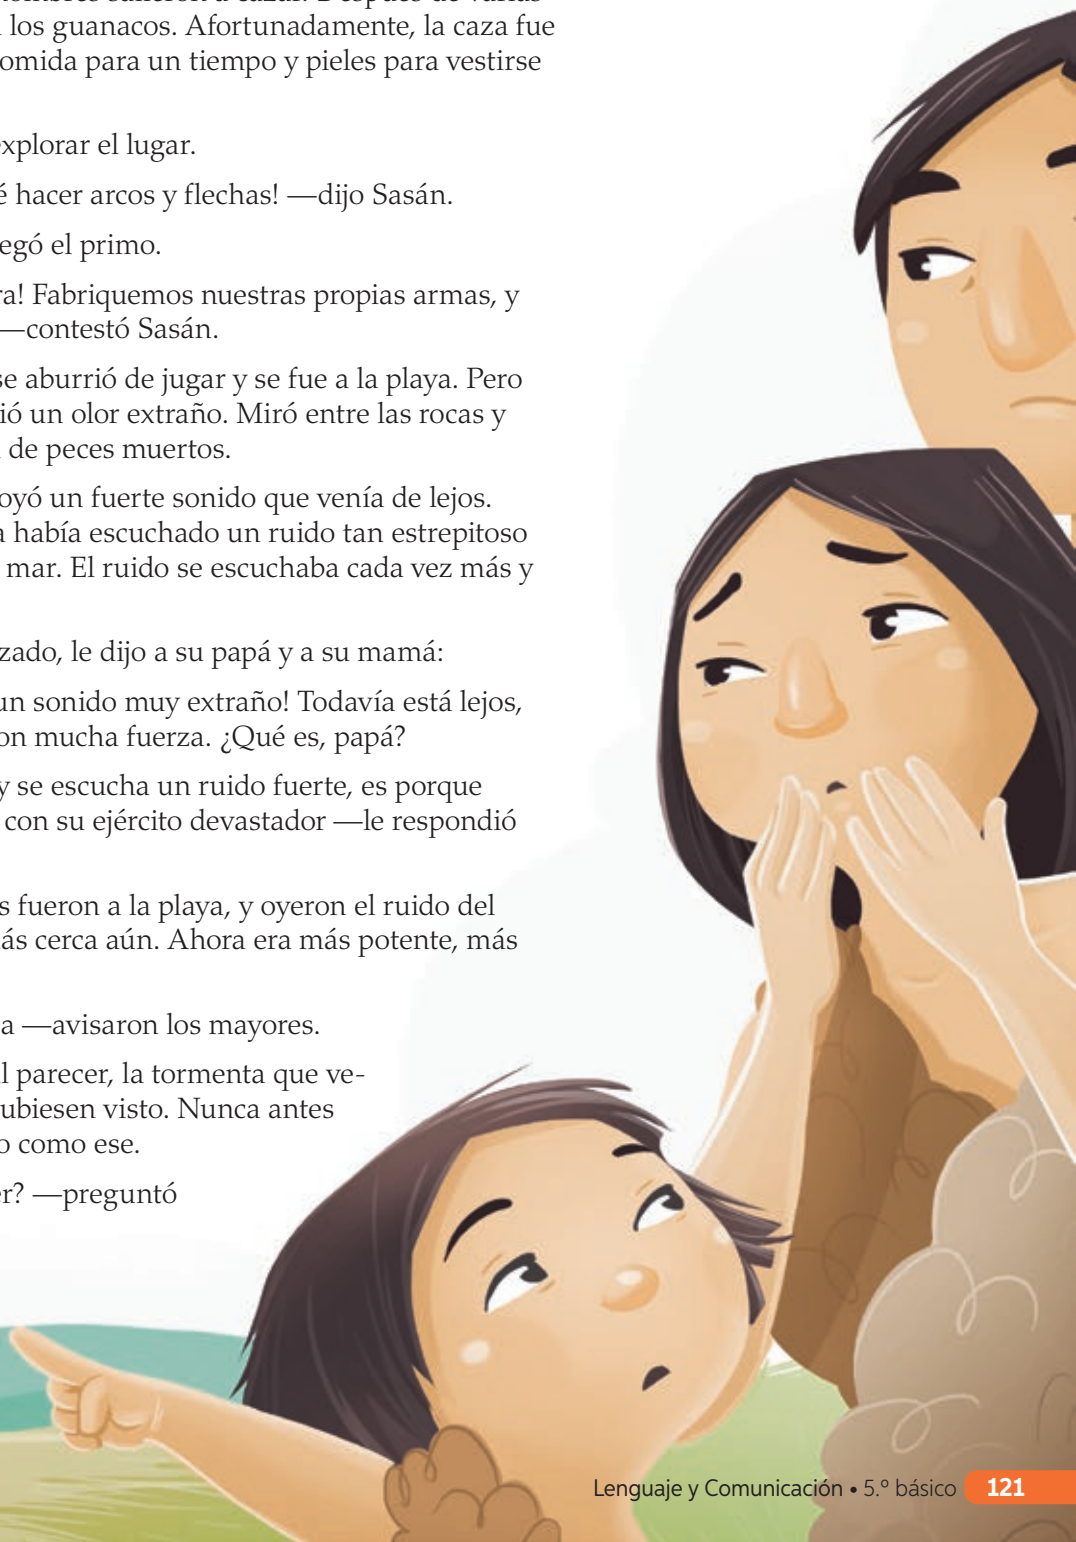 los guanacos. Afortunadamente, la caza fue
omida para un tiempo y pieles para vestirse
xplorar el lugar.
é hacer arcos y flechas! —dijo Sasán.
egó el primo.
ra! Fabriquemos nuestras propias armas, y
—contestó Sasán.
se aburrió de jugar y se fue a la playa. Pero
ió un olor extraño. Miró entre las rocas y
de peces muertos.
oyó un fuerte sonido que venía de lejos.
a había escuchado un ruido tan estrepitoso
mar. El ruido se escuchaba cada vez más y
zado, le dijo a su papá y a su mamá:
un sonido muy extraño! Todavía está lejos,
on mucha fuerza. ¿Qué es, papá?
y se escucha un ruido fuerte, es porque
con su ejército devastador —le respondió
s fueron a la playa, y oyeron el ruido del
ás cerca aún. Ahora era más potente, más
a —avisaron los mayores.
l parecer, la tormenta que ve-
ubiesen visto. Nunca antes
o como ese.
er? —preguntó
Lenguaje y Comunicación • 5.º básico 121